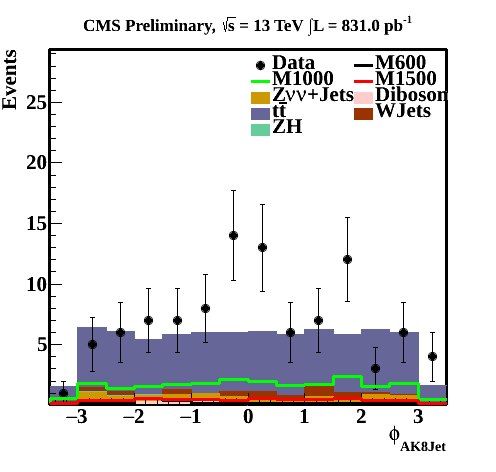 CMS Preliminary, √s = 13 TeV ∫L = 831.0 pb⁻¹
Events
Data
M600
M1000
M1500
Zνν+Jets
Diboson
tt̄
WJets
ZH
25
20
15
10
5
−3 −2 −1 0 1 2 3
ϕ_AK8Jet